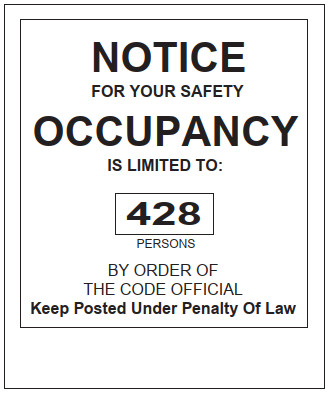 NOTICE
FOR YOUR SAFETY
OCCUPANCY
IS LIMITED TO:
428
PERSONS
BY ORDER OF
THE CODE OFFICIAL
Keep Posted Under Penalty Of Law